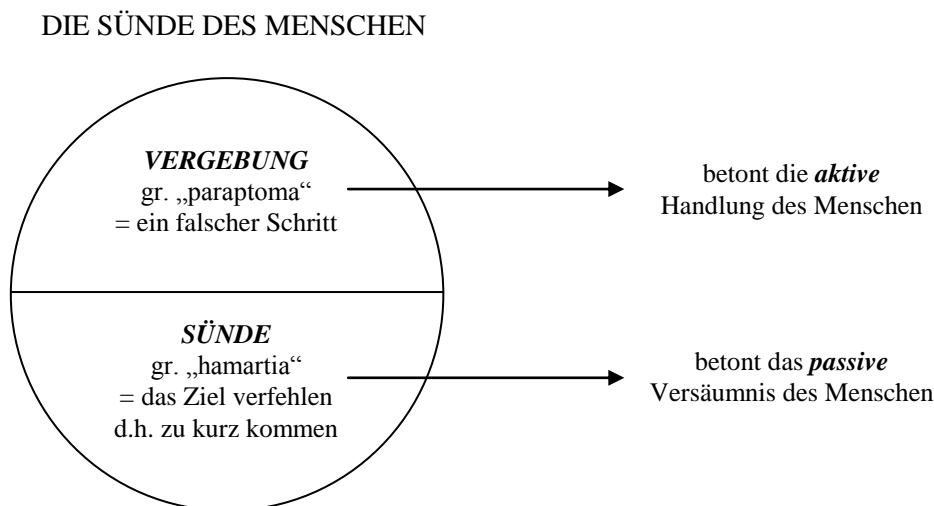 DIE SÜNDE DES MENSCHEN
VERGEBUNG
gr. „paraptoma“
= ein falscher Schritt
betont die aktive
Handlung des Menschen
SÜNDE
gr. „hamartia“
= das Ziel verfehlen
d.h. zu kurz kommen
betont das passive
Versäumnis des Menschen